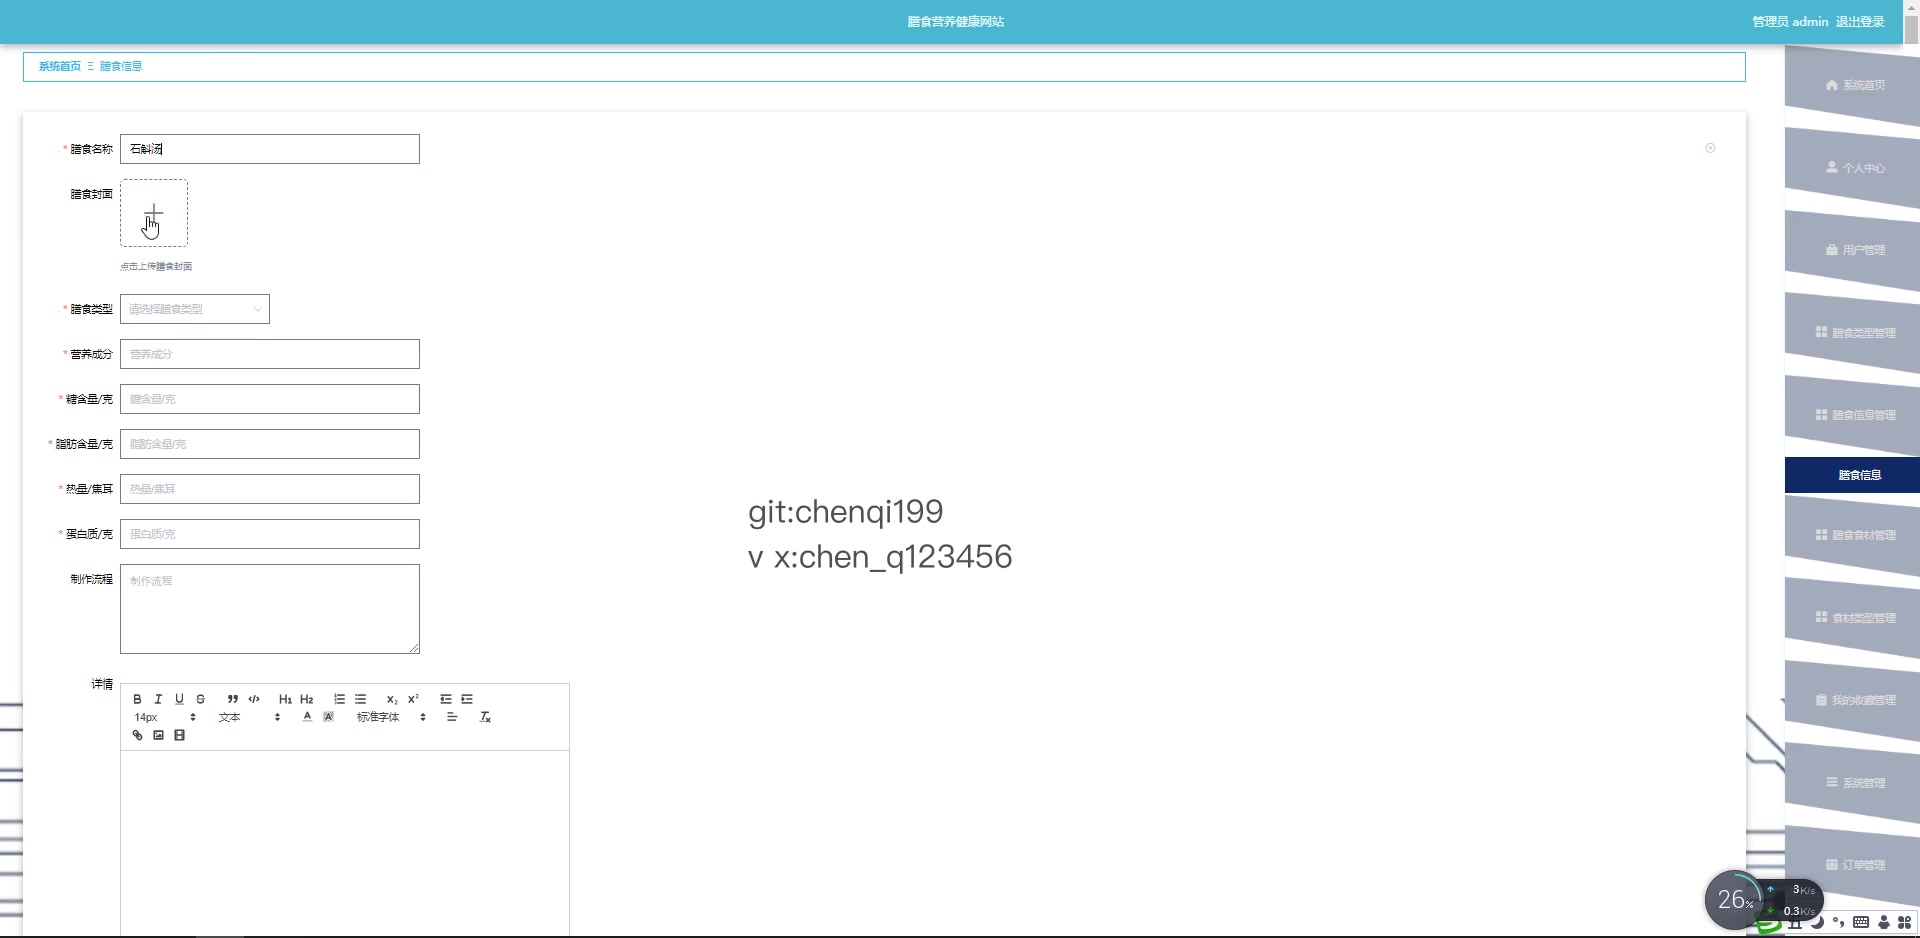 膳食营养健康网站
管理员 admin 退出登录
系统首页 Ξ 膳食信息
* 膳食名称 石斛汤
膳食封面
点击上传膳食封面
* 膳食类型 请选择膳食类型
* 营养成分 营养成分
* 糖含量/克 糖含量/克
* 脂肪含量/克 脂肪含量/克
* 热量/焦耳 热量/焦耳
* 蛋白质/克 蛋白质/克
制作流程 制作流程
详情
B I U S H1 H2 X2 X2
14px 文本 A A 标准字体 Tx
git:chenqi199
v x:chen_q123456
系统首页
个人中心
用户管理
膳食类型管理
膳食信息管理
膳食信息
膳食食材管理
食材类型管理
我的收藏管理
系统管理
订单管理
26%
3K/s
0.3K/s